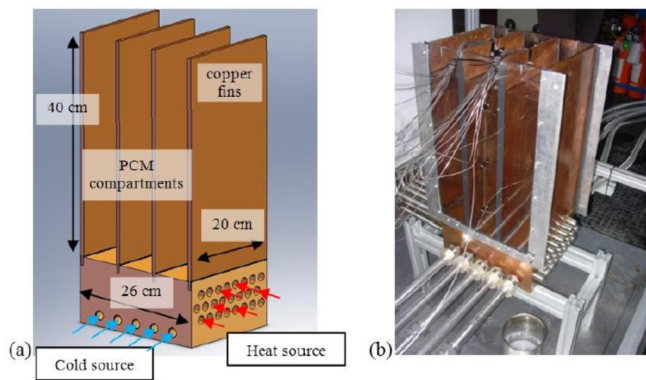 copper
fins
40 cm
PCM
compartments
20 cm
26 cm
(a)
Cold source
Heat source
(b)